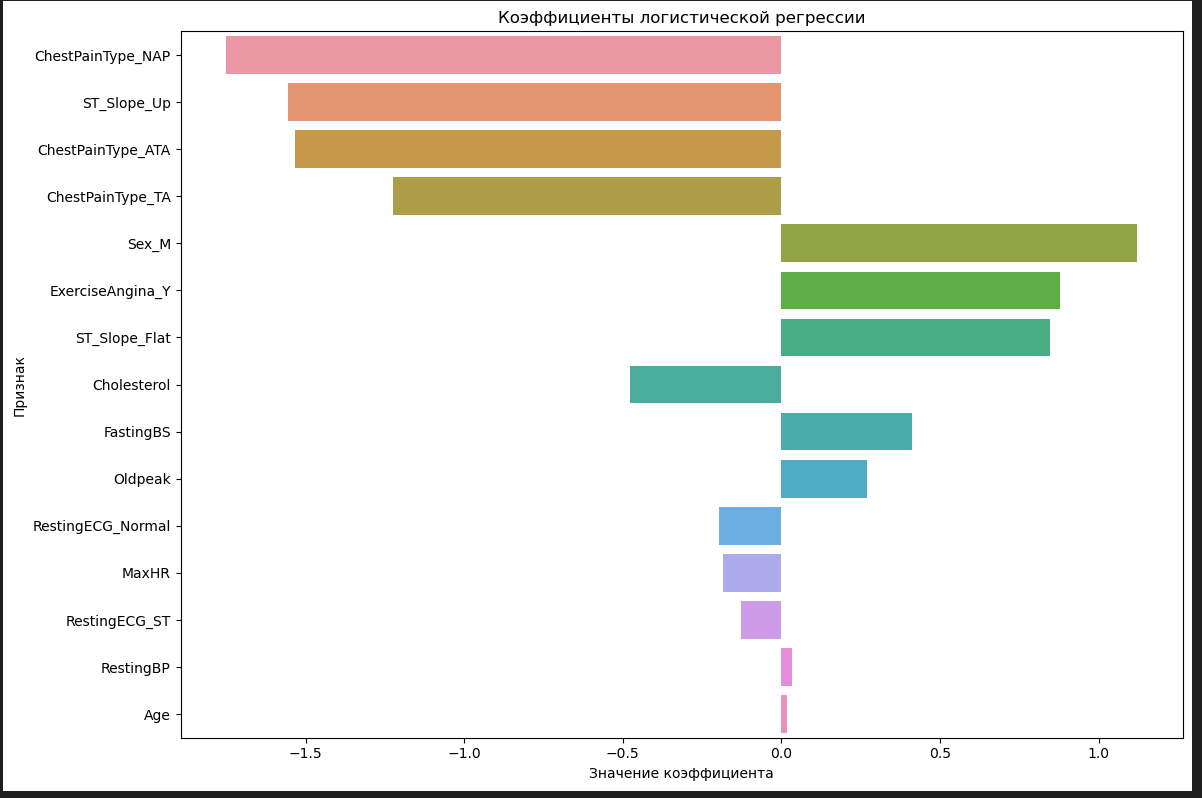 Коэффициенты логистической регрессии
ChestPainType_NAP
ST_Slope_Up
ChestPainType_ATA
ChestPainType_TA
Sex_M
ExerciseAngina_Y
ST_Slope_Flat
Cholesterol
FastingBS
Oldpeak
RestingECG_Normal
MaxHR
RestingECG_ST
RestingBP
Age
Признак
−1.5 −1.0 −0.5 0.0 0.5 1.0
Значение коэффициента